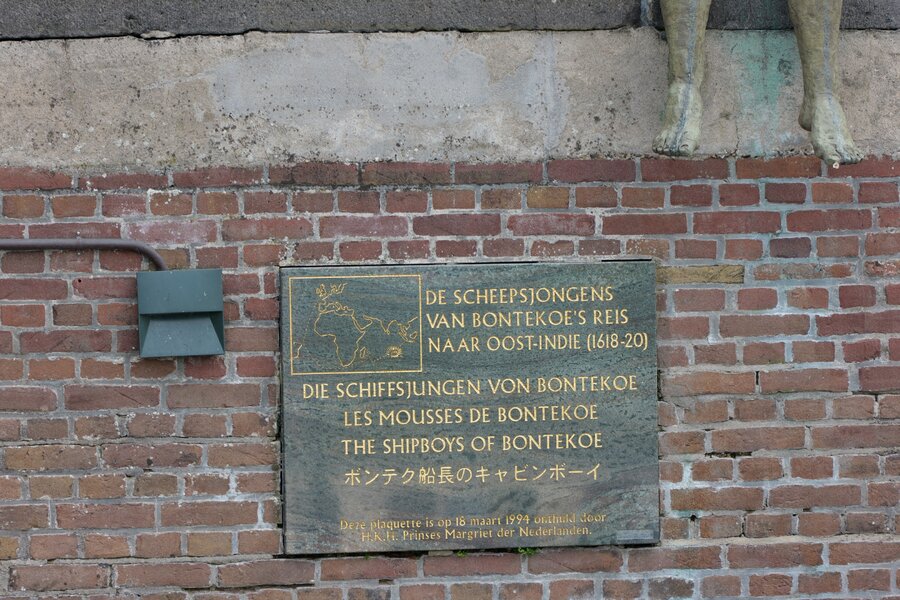 DE SCHEEPSJONGENS
VAN BONTEKOE'S REIS
NAAR OOST-INDIE (1618-20)
DIE SCHIFFSJUNGEN VON BONTEKOE
LES MOUSSES DE BONTEKOE
THE SHIPBOYS OF BONTEKOE
ボンテク船長のキャビンボーイ
Deze plaquette is op 18 maart 1994 onthuld door
H.K.H. Prinses Margriet der Nederlanden.